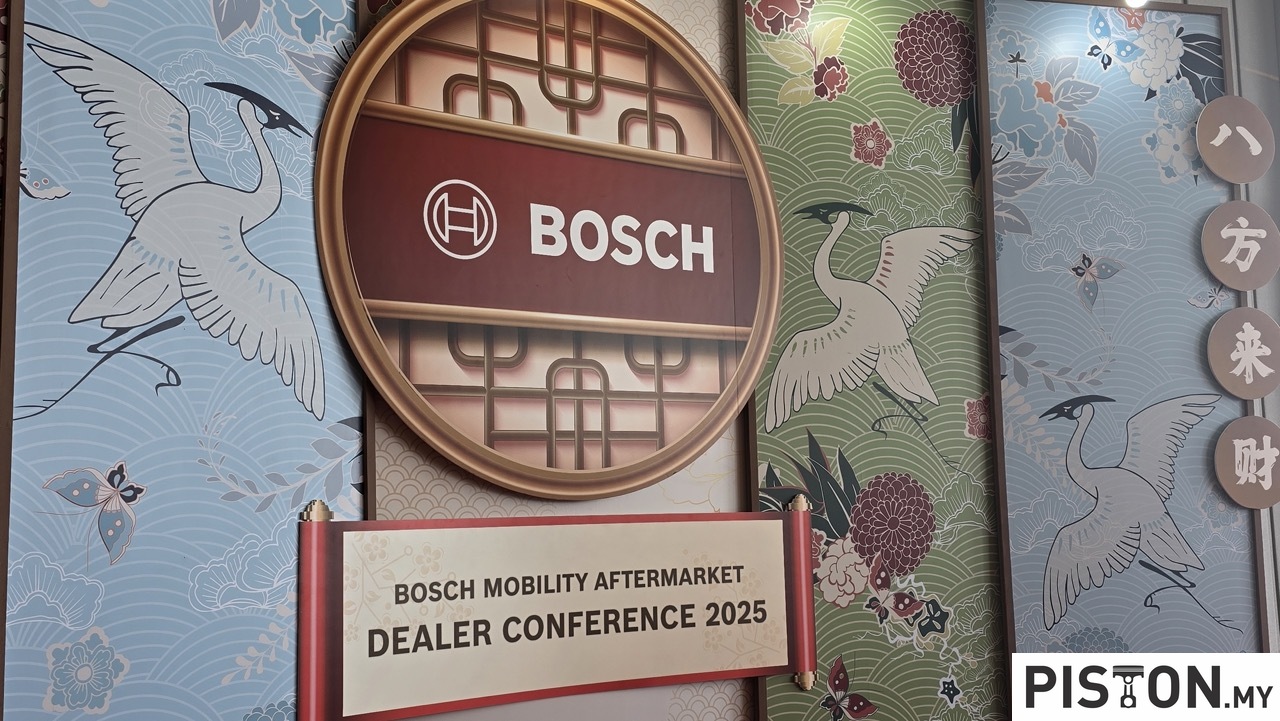 BOSCH
BOSCH MOBILITY AFTERMARKET
DEALER CONFERENCE 2025
八方来财
PISTON.MY